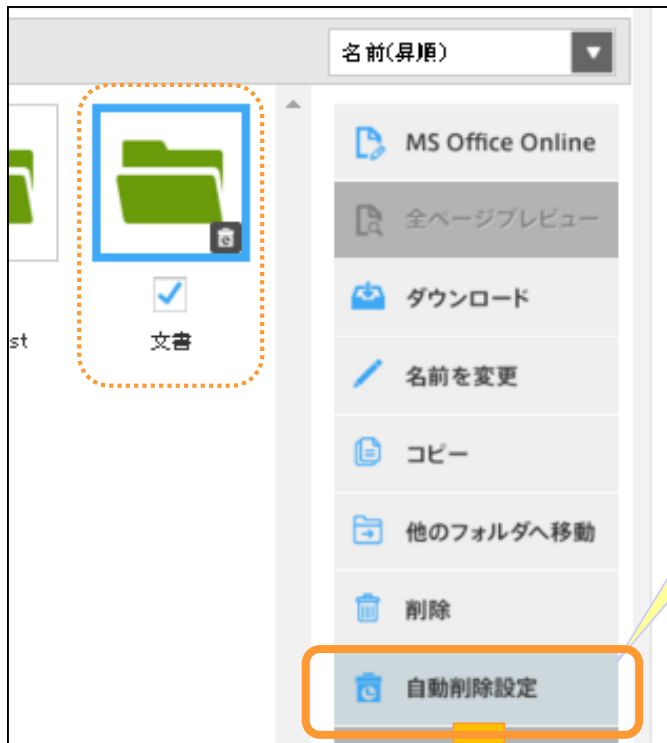 名前(昇順)
MS Office Online
全ページプレビュー
ダウンロード
st
文書
名前を変更
コピー
他のフォルダへ移動
削除
自動削除設定